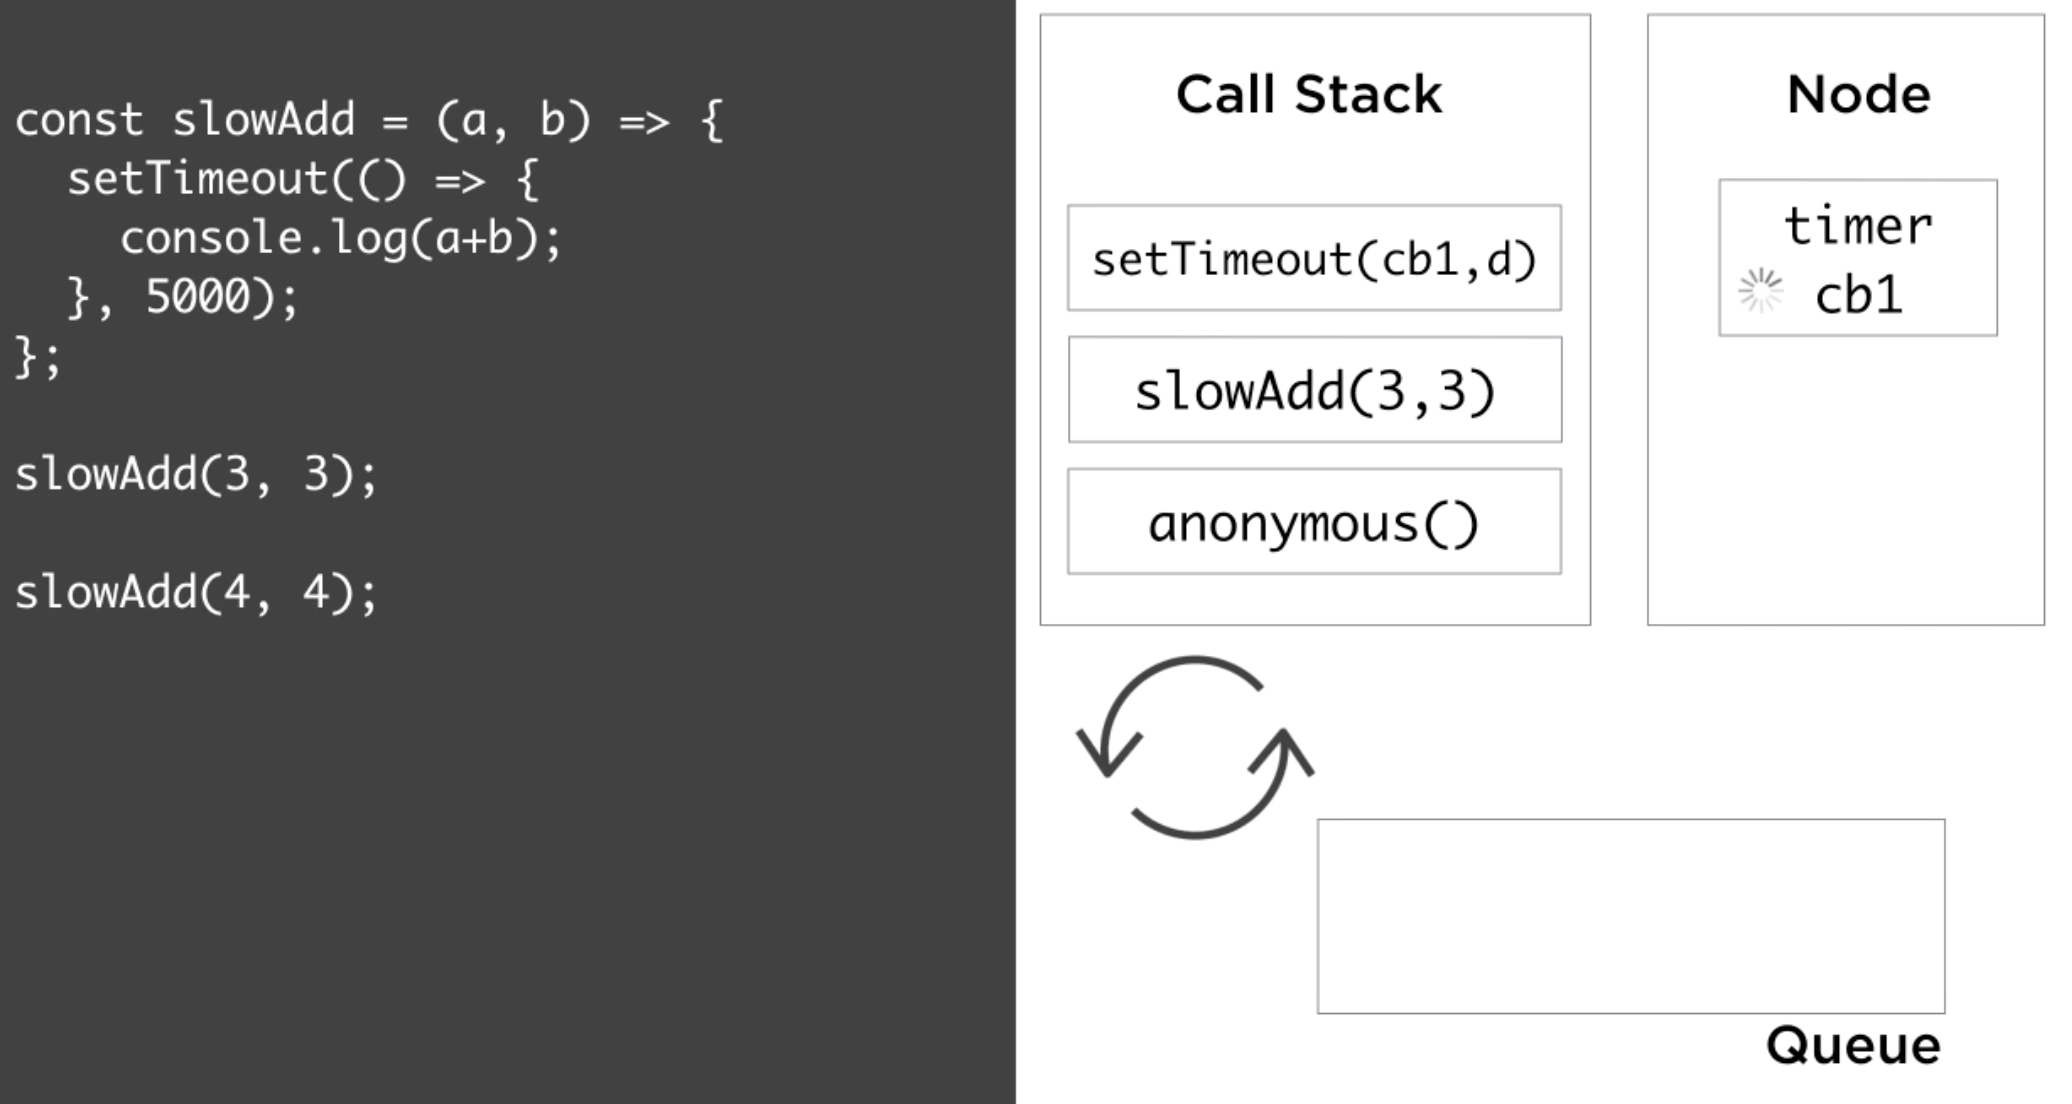 const slowAdd = (a, b) => {
  setTimeout(() => {
    console.log(a+b);
  }, 5000);
};
slowAdd(3, 3);
slowAdd(4, 4);
Call Stack
setTimeout(cb1,d)
slowAdd(3,3)
anonymous()
Node
timer
cb1
Queue